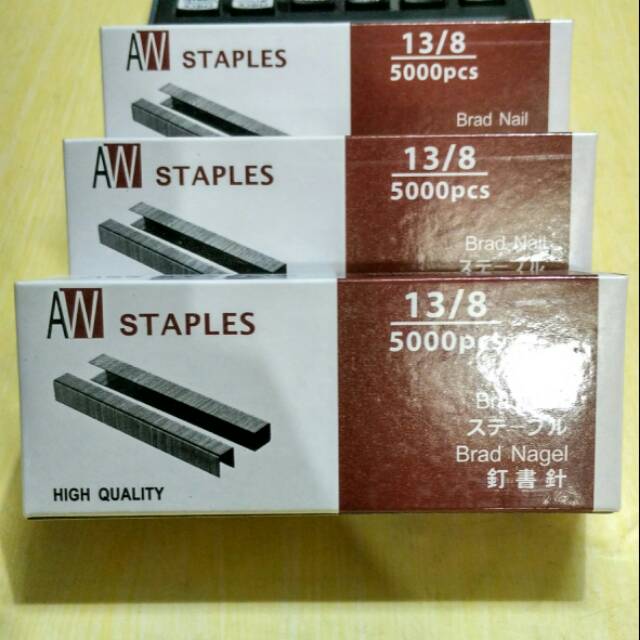 AW STAPLES
13/8
5000pcs
Brad Nail
AW STAPLES
13/8
5000pcs
Brad Nail
ステープル
AW STAPLES
13/8
5000pcs
ステープル
Brad Nagel
釘書針
HIGH QUALITY